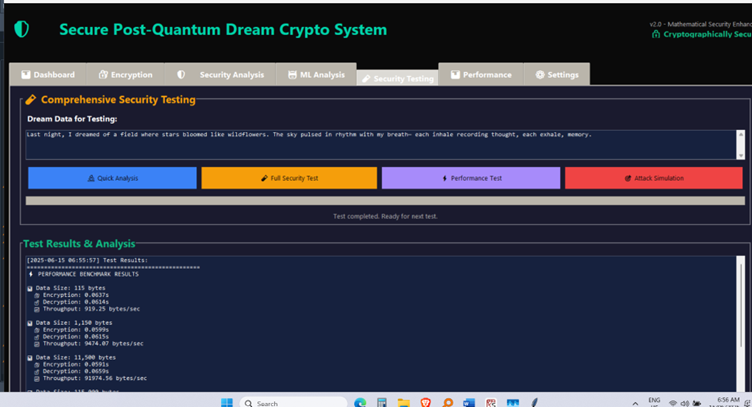 Secure Post-Quantum Dream Crypto System
v2.0 - Mathematical Security Enhanc
Cryptographically Secu
Dashboard
Encryption
Security Analysis
ML Analysis
Security Testing
Performance
Settings
Comprehensive Security Testing
Dream Data for Testing:
Last night, I dreamed of a field where stars bloomed like wildflowers. The sky pulsed in rhythm with my breath— each inhale recording thought, each exhale, memory.
Quick Analysis
Full Security Test
Performance Test
Attack Simulation
Test completed. Ready for next test.
Test Results & Analysis
[2025-06-15 06:55:57] Test Results:
==================================================
PERFORMANCE BENCHMARK RESULTS
Data Size: 115 bytes
Encryption: 0.0637s
Decryption: 0.0614s
Throughput: 919.25 bytes/sec
Data Size: 1,150 bytes
Encryption: 0.0599s
Decryption: 0.0615s
Throughput: 9474.07 bytes/sec
Data Size: 11,500 bytes
Encryption: 0.0591s
Decryption: 0.0659s
Throughput: 91974.56 bytes/sec
Search
ENG
6:56 AM